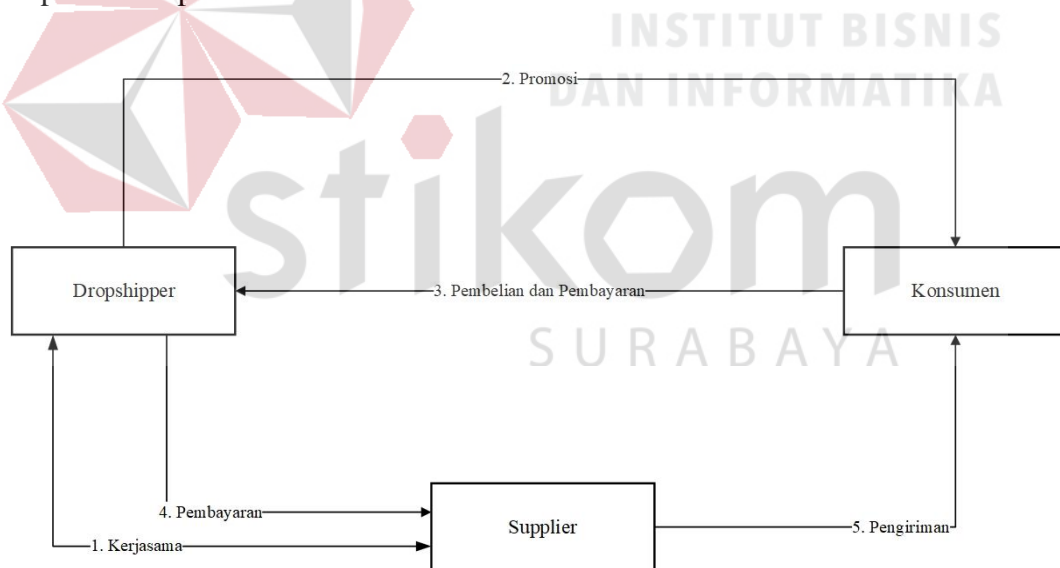 INSTITUT BISNIS
2. Promosi
DAN INFORMATIKA
stikom
Dropshipper
3. Pembelian dan Pembayaran
Konsumen
SURABAYA
4. Pembayaran
Supplier
5. Pengiriman
1. Kerjasama